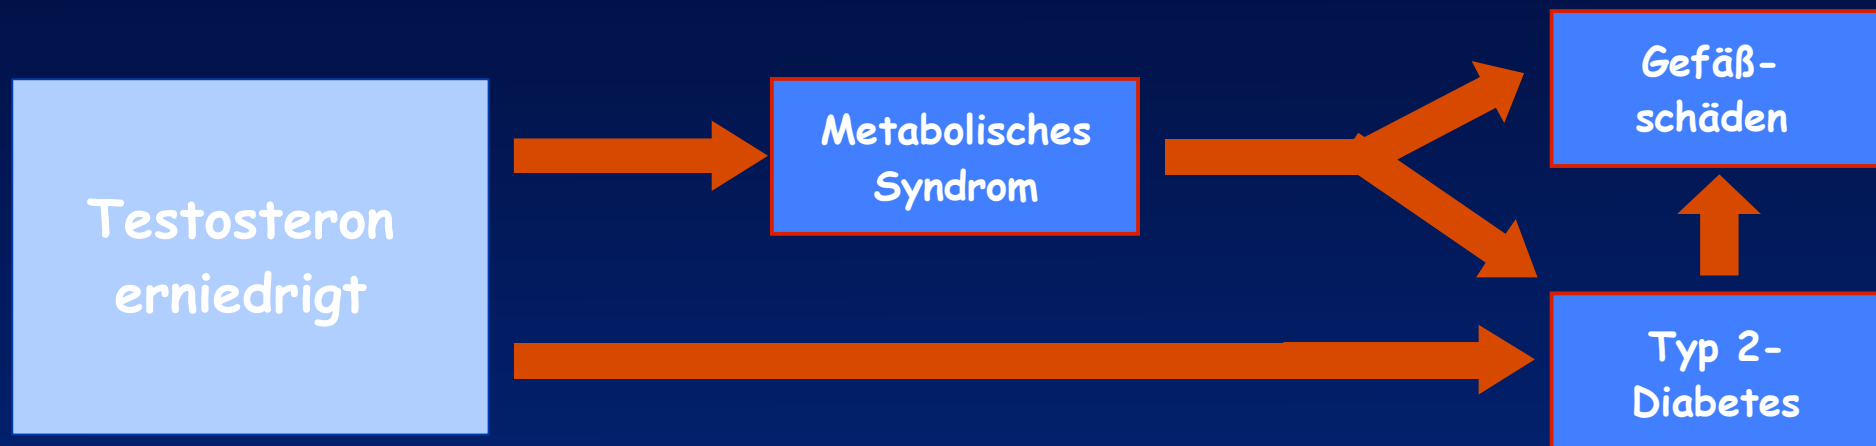 Testosteron
erniedrigt
Metabolisches
Syndrom
Gefäß-
schäden
Typ 2-
Diabetes